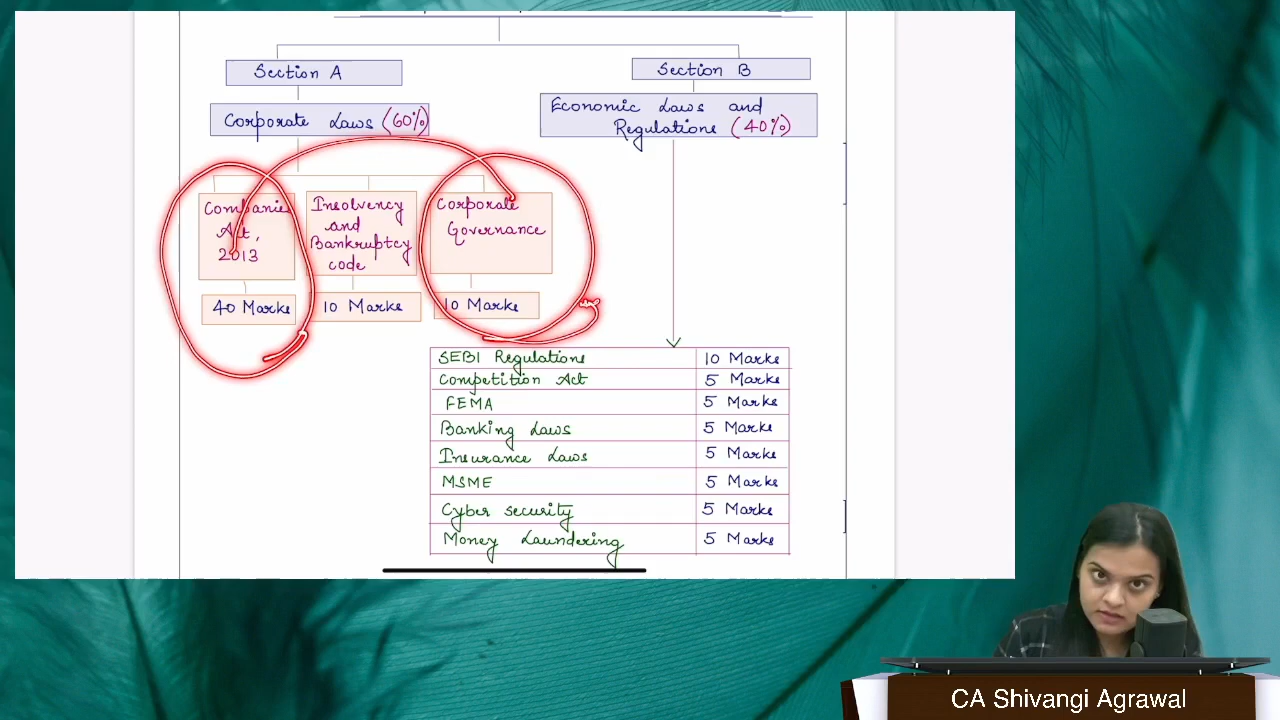 Section A
Section B
Corporate Laws (60%)
Economic Laws and
Regulations (40%)
Companies
Act,
2013
Insolvency
and
Bankruptcy
code
Corporate
Governance
40 Marks
10 Marks
10 Marks
SEBI Regulations 10 Marks
Competition Act 5 Marks
FEMA 5 Marks
Banking Laws 5 Marks
Insurance Laws 5 Marks
MSME 5 Marks
Cyber security 5 Marks
Money Laundering 5 Marks
CA Shivangi Agrawal